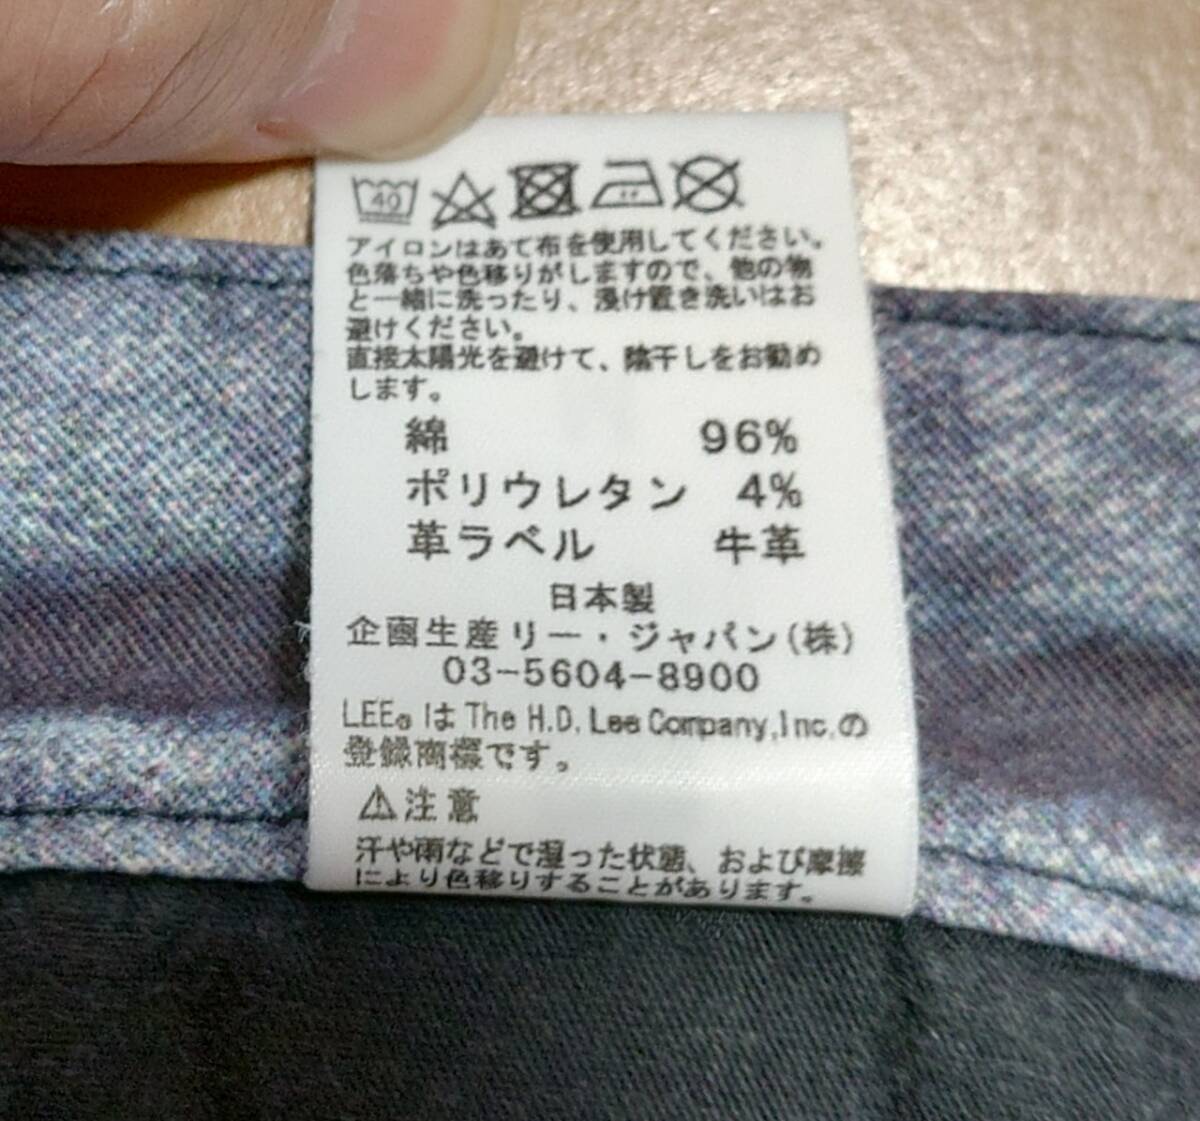 40
アイロンはあて布を使用してください。
色落ちや色移りがしますので、他の物
と一緒に洗ったり、浸け置き洗いはお
避けください。
直接太陽光を避けて、陰干しをお勧め
します。
綿 96%
ポリウレタン 4%
革ラベル 牛革
日本製
企画生産リー・ジャパン(株)
03-5604-8900
LEE®はThe H.D. Lee Company,Inc.の
登録商標です。
⚠注意
汗や雨などで湿った状態、および摩擦
により色移りすることがあります。